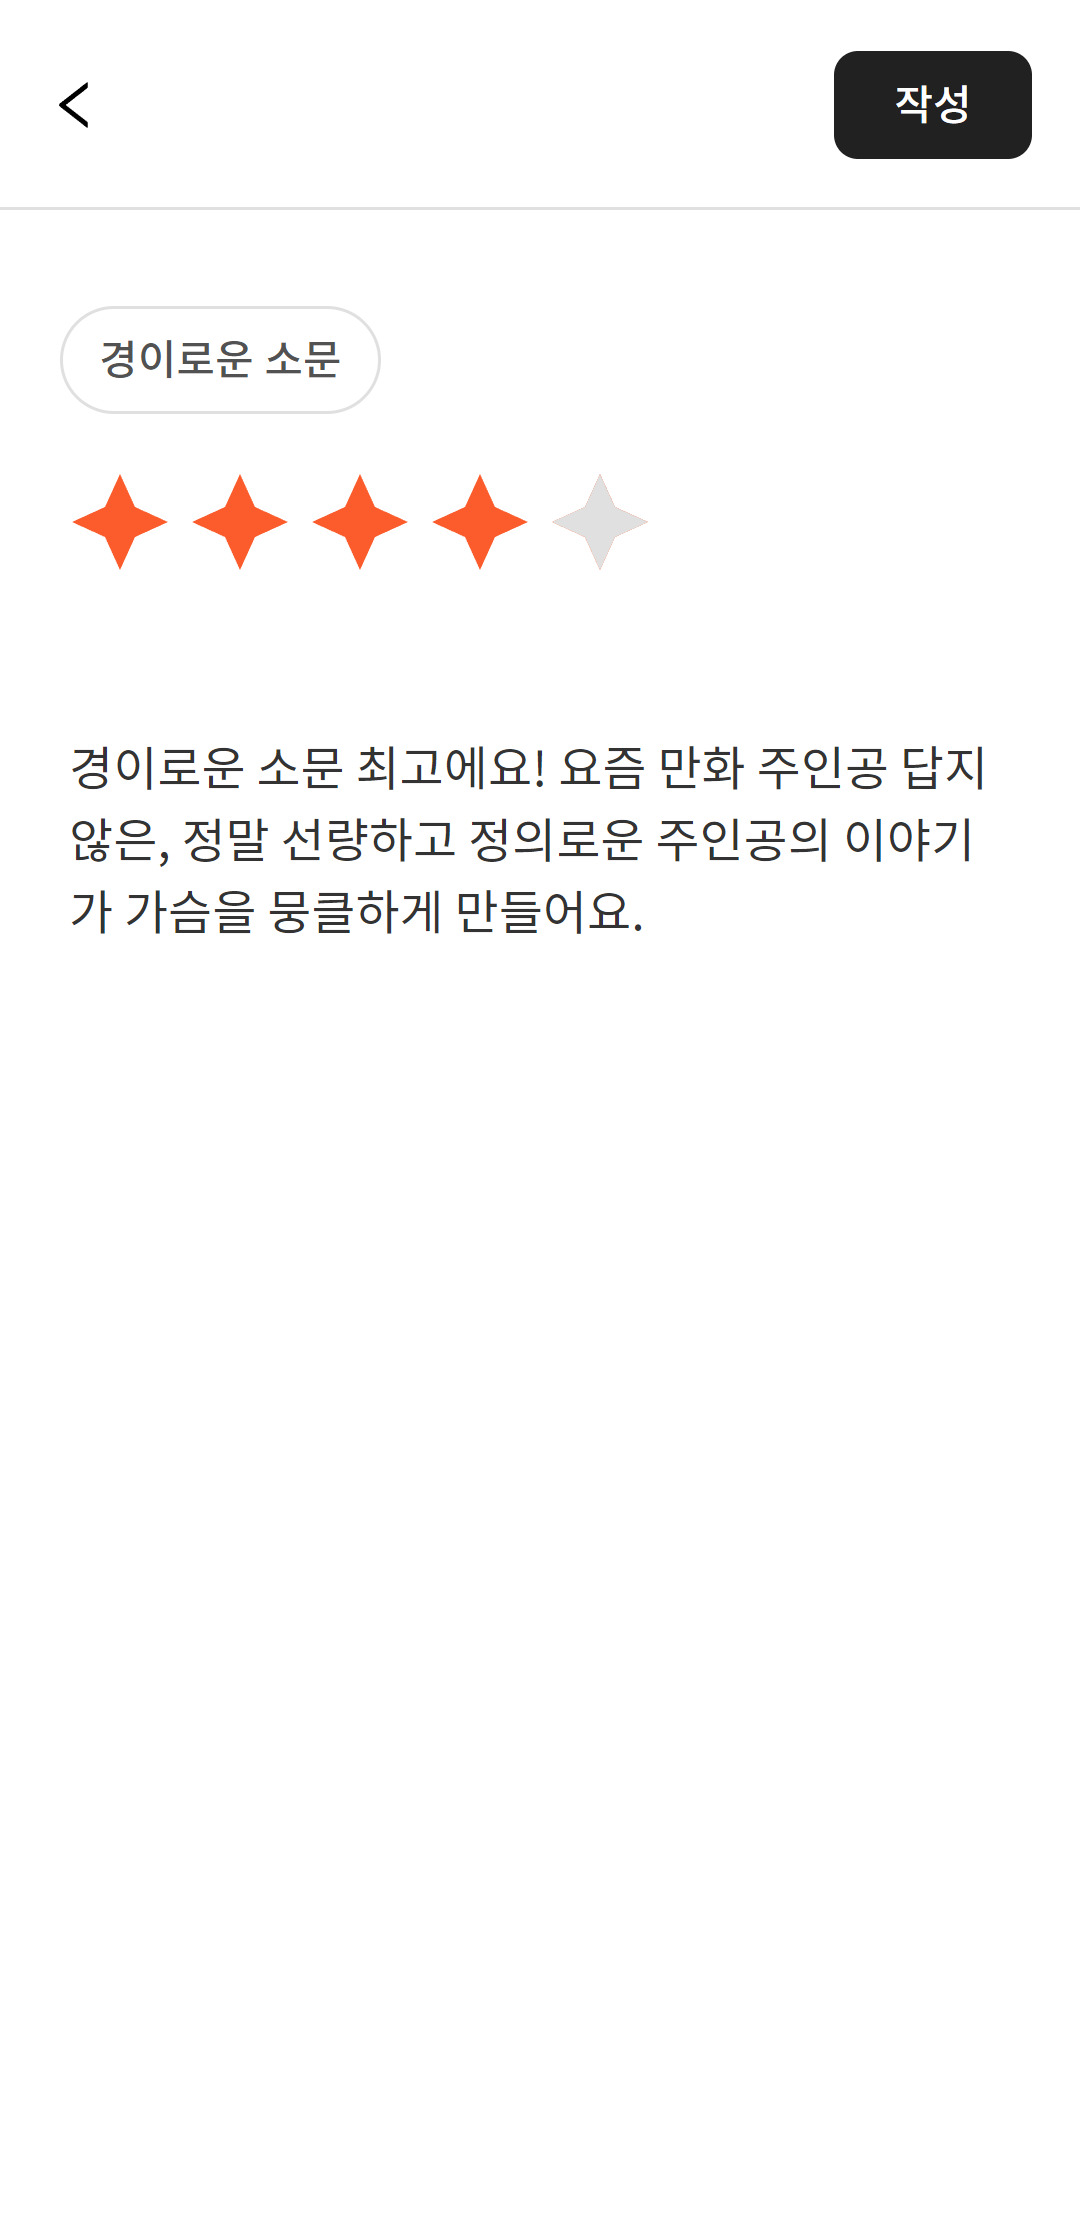 작성
경이로운 소문
경이로운 소문 최고에요! 요즘 만화 주인공 답지
않은, 정말 선량하고 정의로운 주인공의 이야기
가 가슴을 뭉클하게 만들어요.